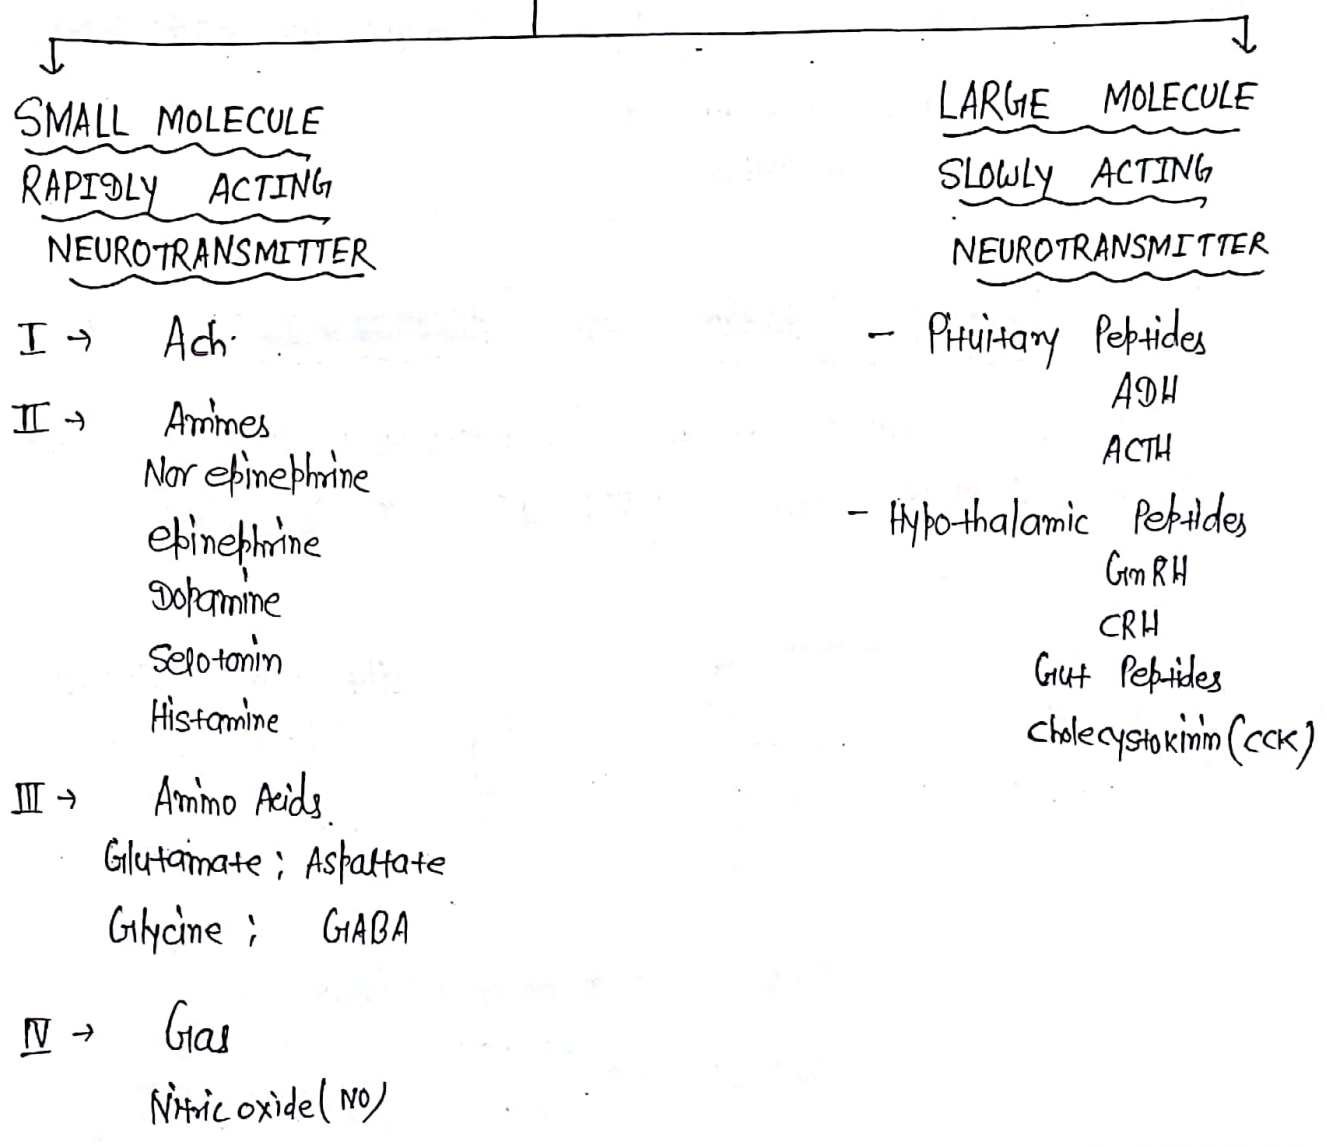 SMALL MOLECULE
RAPIDLY ACTING
NEUROTRANSMITTER
I → Ach.
II → Amines
Nor epinephrine
epinephrine
Dopamine
Serotonin
Histamine
III → Amino Acids.
Glutamate ; Aspartate
Glycine ; GABA
IV → Gas
Nitric oxide (NO)
LARGE MOLECULE
SLOWLY ACTING
NEUROTRANSMITTER
- Pituitary Peptides
ADH
ACTH
- Hypothalamic Peptides
GnRH
CRH
Gut Peptides
cholecystokinin (CCK)